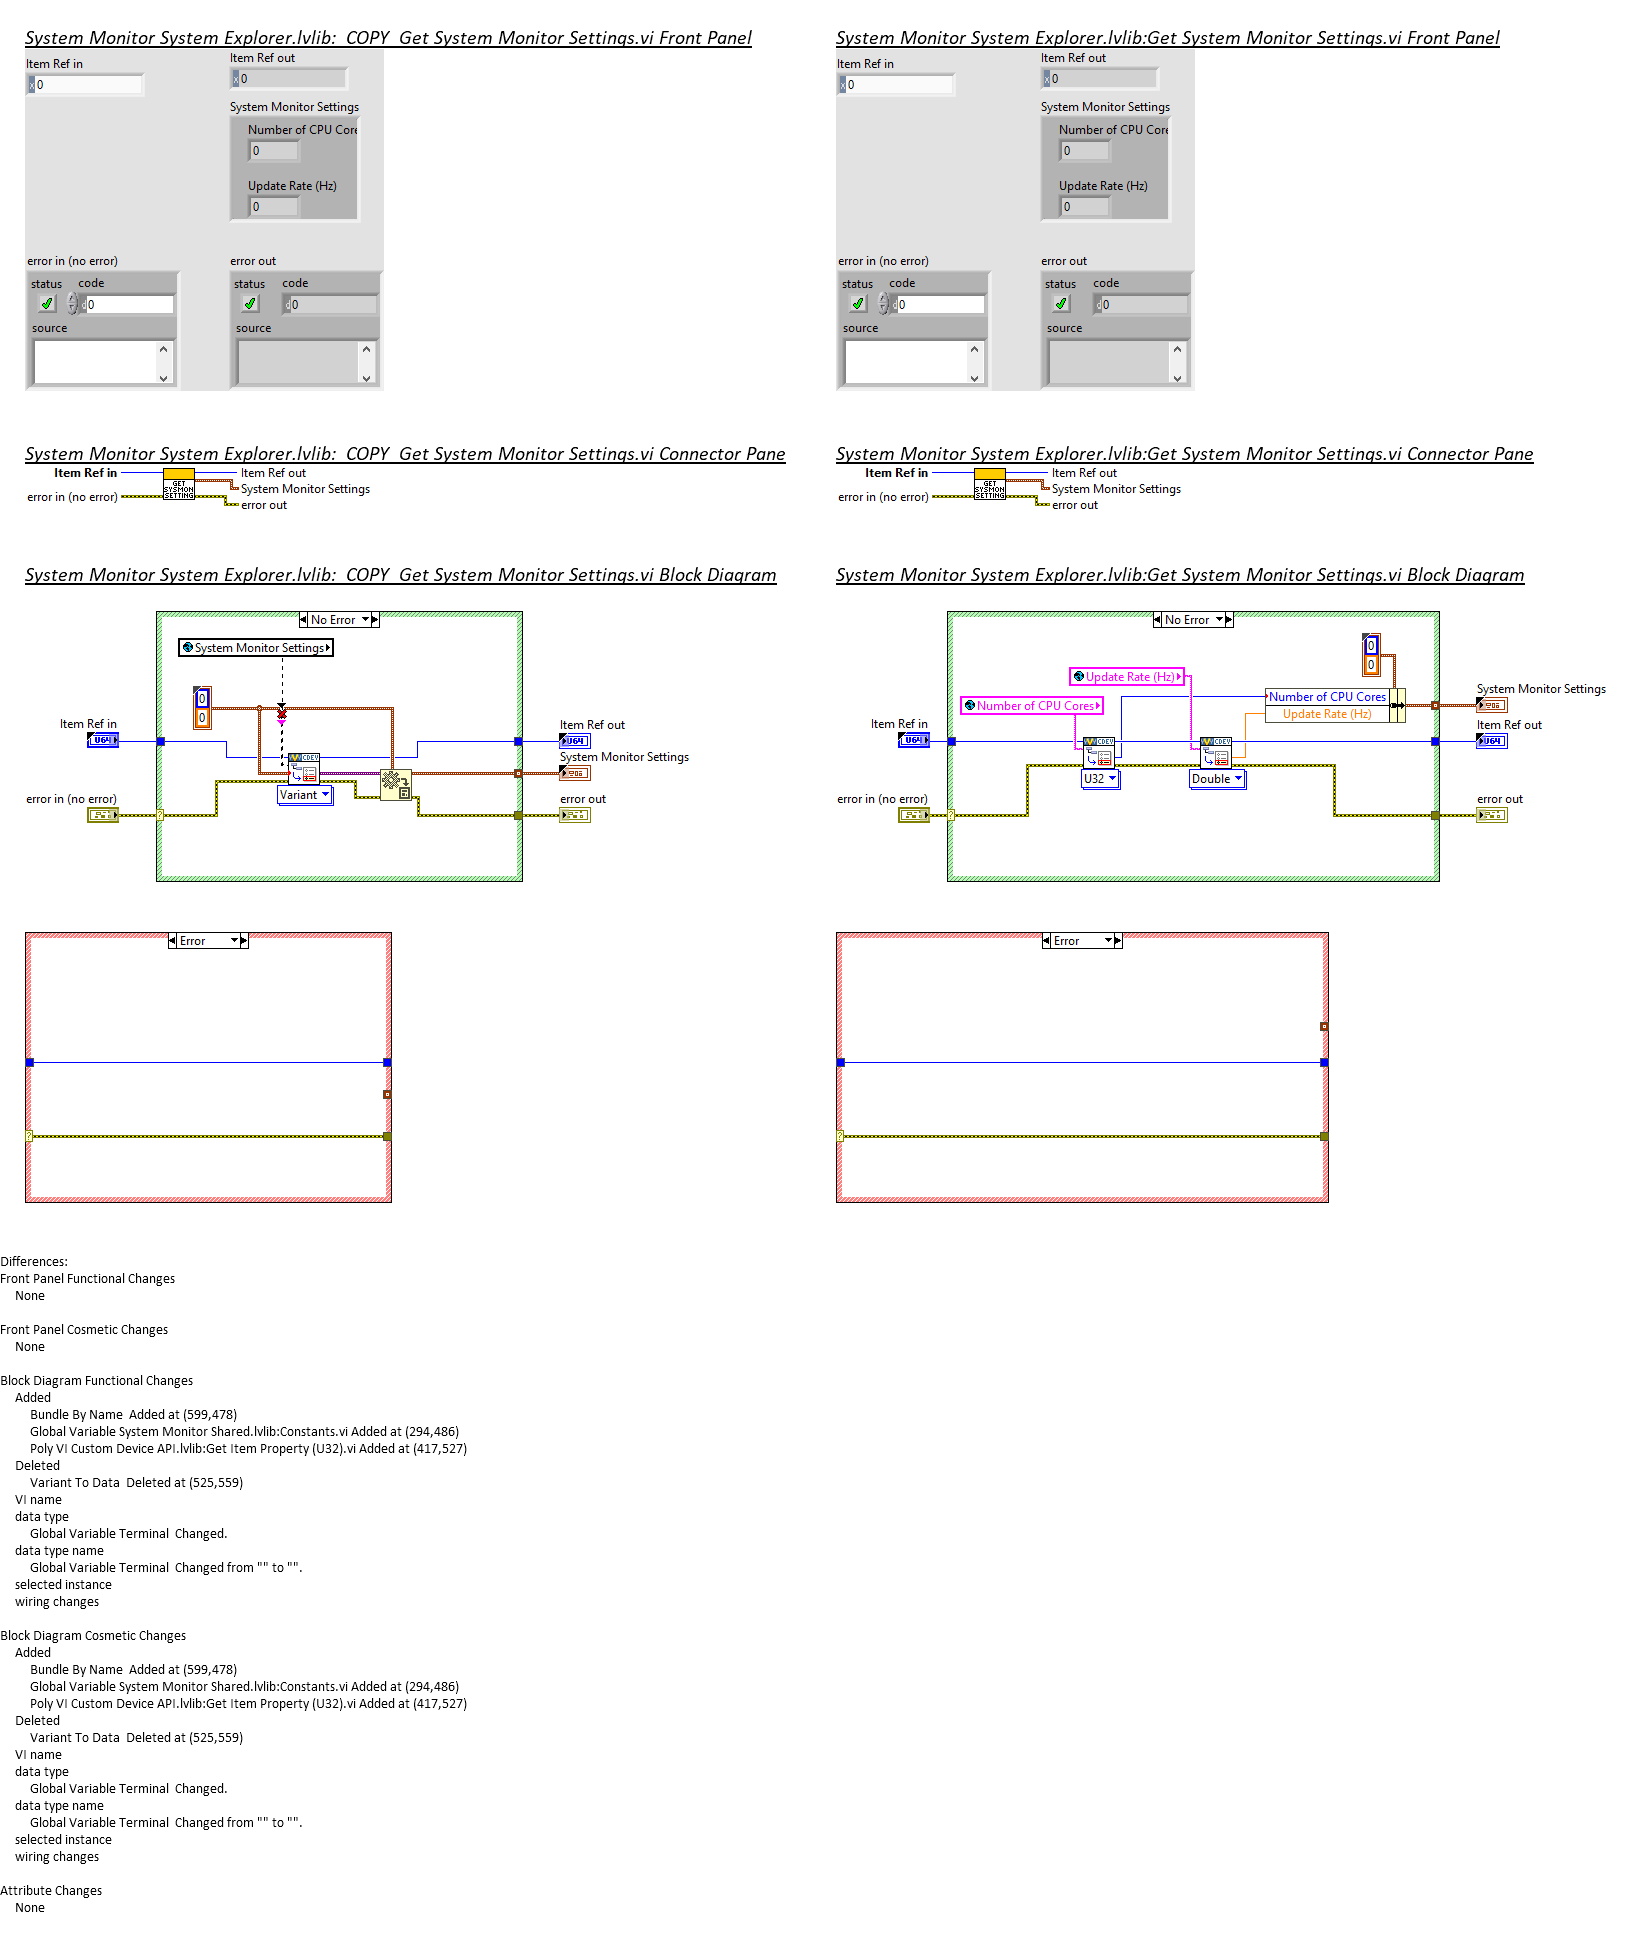 System Monitor System Explorer.lvlib:  COPY  Get System Monitor Settings.vi Front Panel
Item Ref in
x 0
Item Ref out
x 0
System Monitor Settings
Number of CPU Core
0
Update Rate (Hz)
0
error in (no error)
status code
d 0
source
error out
status code
d 0
source
System Monitor System Explorer.lvlib:Get System Monitor Settings.vi Front Panel
Item Ref in
x 0
Item Ref out
x 0
System Monitor Settings
Number of CPU Core
0
Update Rate (Hz)
0
error in (no error)
status code
d 0
source
error out
status code
d 0
source
System Monitor System Explorer.lvlib:  COPY  Get System Monitor Settings.vi Connector Pane
Item Ref in
error in (no error)
GET
SYSMON
SETTING
Item Ref out
System Monitor Settings
error out
System Monitor System Explorer.lvlib:Get System Monitor Settings.vi Connector Pane
Item Ref in
error in (no error)
GET
SYSMON
SETTING
Item Ref out
System Monitor Settings
error out
System Monitor System Explorer.lvlib:  COPY  Get System Monitor Settings.vi Block Diagram
No Error
System Monitor Settings
0
0
Item Ref in
U64
error in (no error)
?
CDEV
Variant
Item Ref out
U64
System Monitor Settings
error out
Error
?
System Monitor System Explorer.lvlib:Get System Monitor Settings.vi Block Diagram
No Error
0
0
Update Rate (Hz)
Number of CPU Cores
Number of CPU Cores
Update Rate (Hz)
Item Ref in
U64
error in (no error)
?
CDEV
U32
CDEV
Double
System Monitor Settings
Item Ref out
U64
error out
Error
?
Differences:
Front Panel Functional Changes
None
Front Panel Cosmetic Changes
None
Block Diagram Functional Changes
Added
Bundle By Name  Added at (599,478)
Global Variable System Monitor Shared.lvlib:Constants.vi Added at (294,486)
Poly VI Custom Device API.lvlib:Get Item Property (U32).vi Added at (417,527)
Deleted
Variant To Data  Deleted at (525,559)
VI name
data type
Global Variable Terminal  Changed.
data type name
Global Variable Terminal  Changed from "" to "".
selected instance
wiring changes
Block Diagram Cosmetic Changes
Added
Bundle By Name  Added at (599,478)
Global Variable System Monitor Shared.lvlib:Constants.vi Added at (294,486)
Poly VI Custom Device API.lvlib:Get Item Property (U32).vi Added at (417,527)
Deleted
Variant To Data  Deleted at (525,559)
VI name
data type
Global Variable Terminal  Changed.
data type name
Global Variable Terminal  Changed from "" to "".
selected instance
wiring changes
Attribute Changes
None